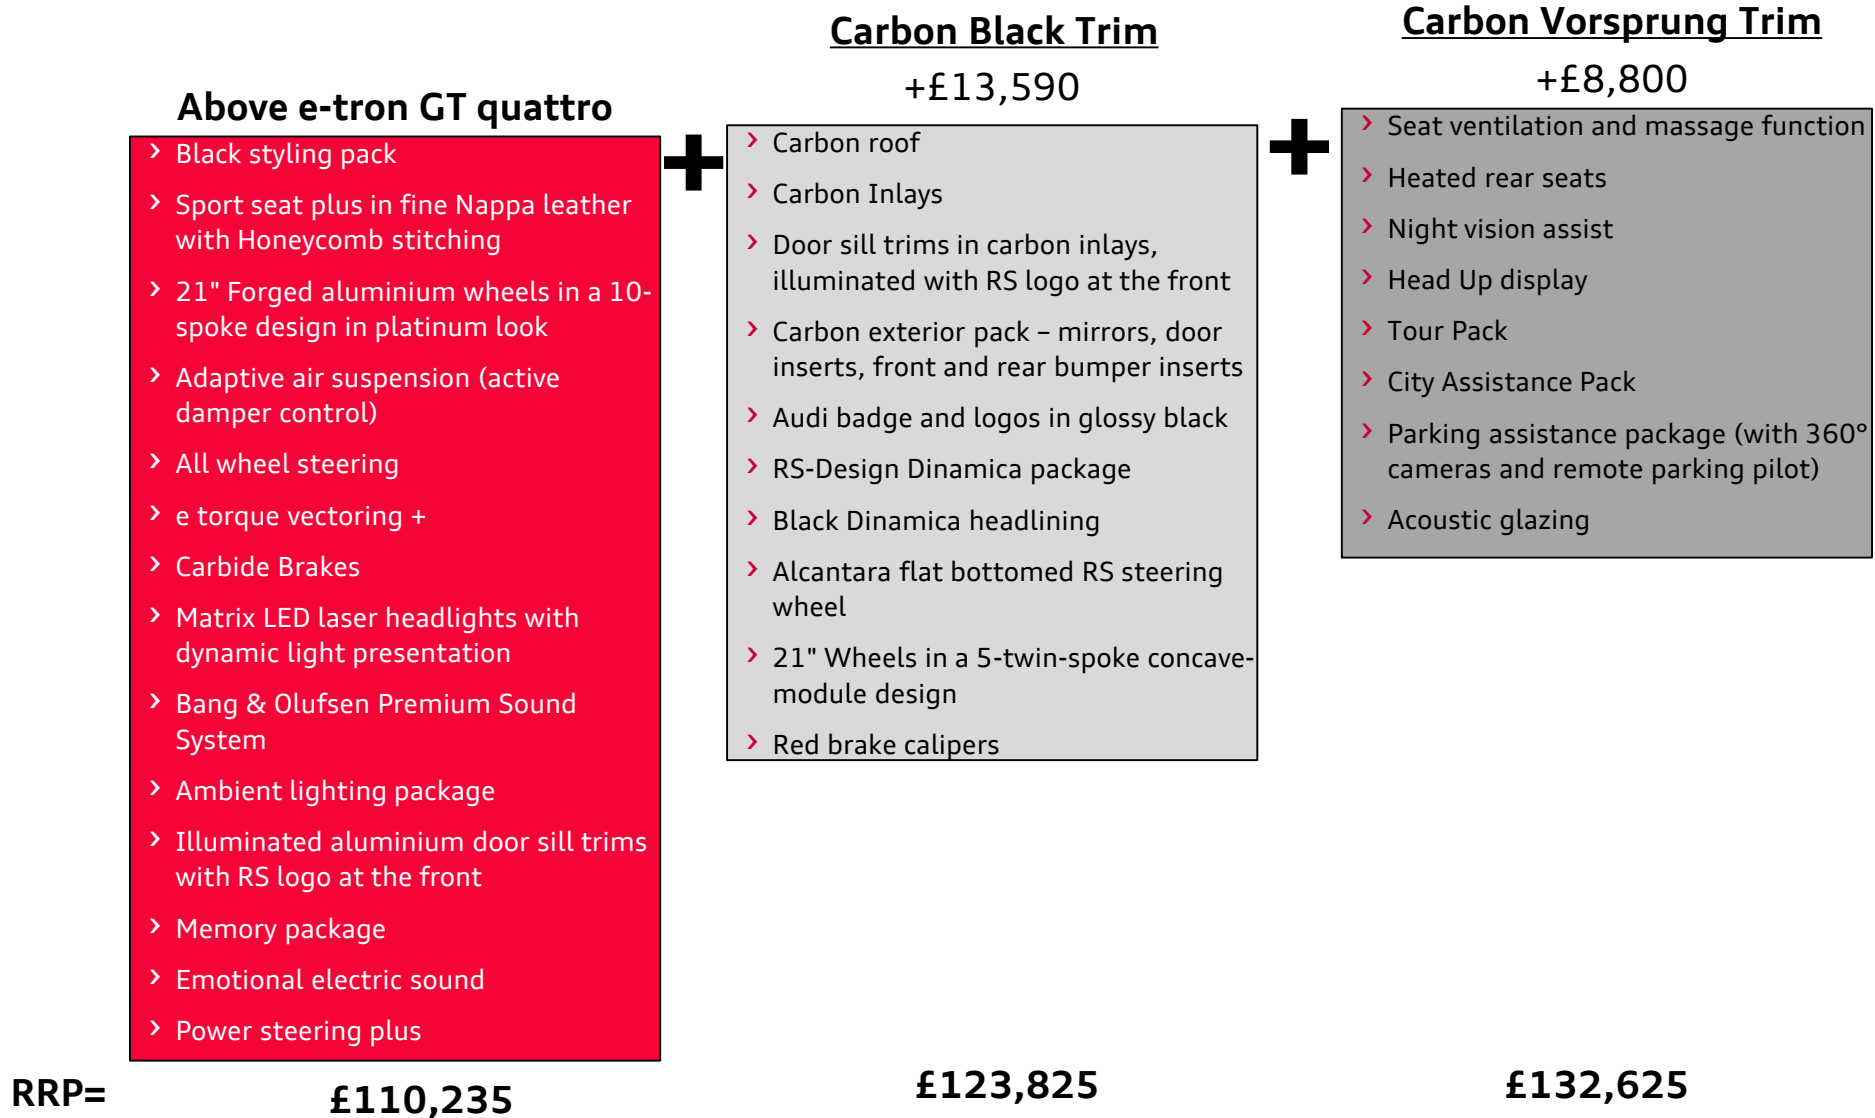 Above e-tron GT quattro
› Black styling pack
› Sport seat plus in fine Nappa leather
with Honeycomb stitching
› 21" Forged aluminium wheels in a 10-
spoke design in platinum look
› Adaptive air suspension (active
damper control)
› All wheel steering
› e torque vectoring +
› Carbide Brakes
› Matrix LED laser headlights with
dynamic light presentation
› Bang & Olufsen Premium Sound
System
› Ambient lighting package
› Illuminated aluminium door sill trims
with RS logo at the front
› Memory package
› Emotional electric sound
› Power steering plus
+
Carbon Black Trim
+£13,590
› Carbon roof
› Carbon Inlays
› Door sill trims in carbon inlays,
illuminated with RS logo at the front
› Carbon exterior pack – mirrors, door
inserts, front and rear bumper inserts
› Audi badge and logos in glossy black
› RS-Design Dinamica package
› Black Dinamica headlining
› Alcantara flat bottomed RS steering
wheel
› 21" Wheels in a 5-twin-spoke concave-
module design
› Red brake calipers
+
Carbon Vorsprung Trim
+£8,800
› Seat ventilation and massage function
› Heated rear seats
› Night vision assist
› Head Up display
› Tour Pack
› City Assistance Pack
› Parking assistance package (with 360°
cameras and remote parking pilot)
› Acoustic glazing
RRP= £110,235 £123,825 £132,625